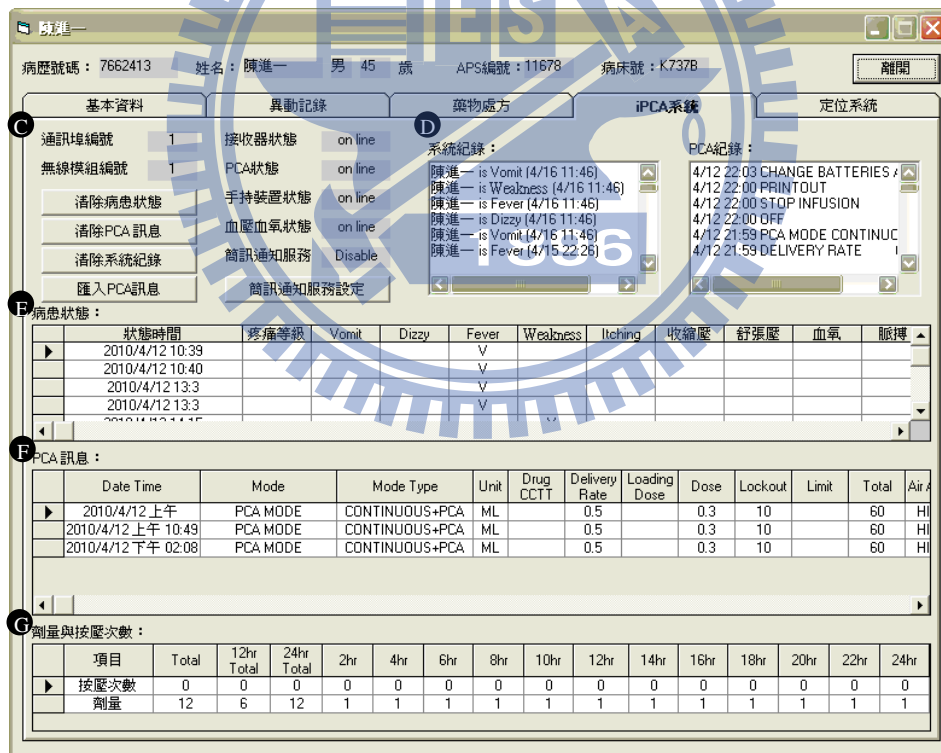 陳進一
病歷號碼： 7662413 姓名： 陳進一 男 45 歲 APS編號：11678 病床號：K737B 離開
基本資料 異動記錄 藥物處方 iPCA系統 定位系統
C
通訊埠編號 1 接收器狀態 on line
無線模組編號 1 PCA狀態 on line
清除病患狀態 手持裝置狀態 on line
清除PCA 訊息 血壓血氧狀態 on line
清除系統紀錄 簡訊通知服務 Disable
匯入PCA訊息 簡訊通知服務設定
D
系統紀錄：
陳進一 is Vomit (4/16 11:46)
陳進一 is Weakness (4/16 11:46)
陳進一 is Fever (4/16 11:46)
陳進一 is Dizzy (4/16 11:46)
陳進一 is Vomit (4/16 11:46)
陳進一 is Fever (4/15 22:26)
PCA紀錄：
4/12 22:03 CHANGE BATTERIES
4/12 22:00 PRINTOUT
4/12 22:00 STOP INFUSION
4/12 22:00 OFF
4/12 21:59 PCA MODE CONTINUC
4/12 21:59 DELIVERY RATE
ES
1896
E
病患狀態：
狀態時間 疼痛等級 Vomit Dizzy Fever Weakness Itching 收縮壓 舒張壓 血氧 脈搏
2010/4/12 10:39 V
2010/4/12 10:40 V
2010/4/12 13:3 V
2010/4/12 13:3 V
2010/4/12 14:15 V
F
PCA 訊息：
Date Time Mode Mode Type Unit Drug CCTT Delivery Rate Loading Dose Dose Lockout Limit Total Air
2010/4/12 上午 PCA MODE CONTINUOUS+PCA ML 0.5 0.3 10 60 HI
2010/4/12 上午 10:49 PCA MODE CONTINUOUS+PCA ML 0.5 0.3 10 60 HI
2010/4/12 下午 02:08 PCA MODE CONTINUOUS+PCA ML 0.5 0.3 10 60 HI
G
劑量與按壓次數：
項目 Total 12hr Total 24hr Total 2hr 4hr 6hr 8hr 10hr 12hr 14hr 16hr 18hr 20hr 22hr 24hr
按壓次數 0 0 0 0 0 0 0 0 0 0 0 0 0 0 0
劑量 12 6 12 1 1 1 1 1 1 1 1 1 1 1 1